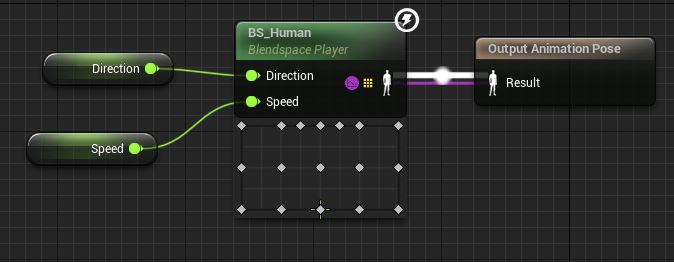 BS_Human
Blendspace Player
Direction
Direction
Speed
Speed
Output Animation Pose
Result